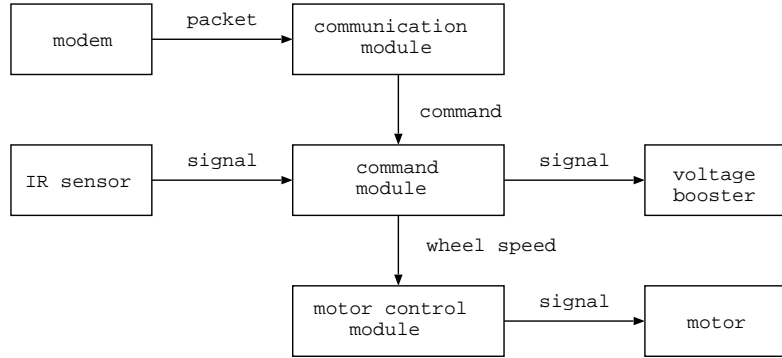 packet
modem
communication
module
command
signal
IR sensor
command
module
signal
voltage
booster
wheel speed
motor control
module
signal
motor